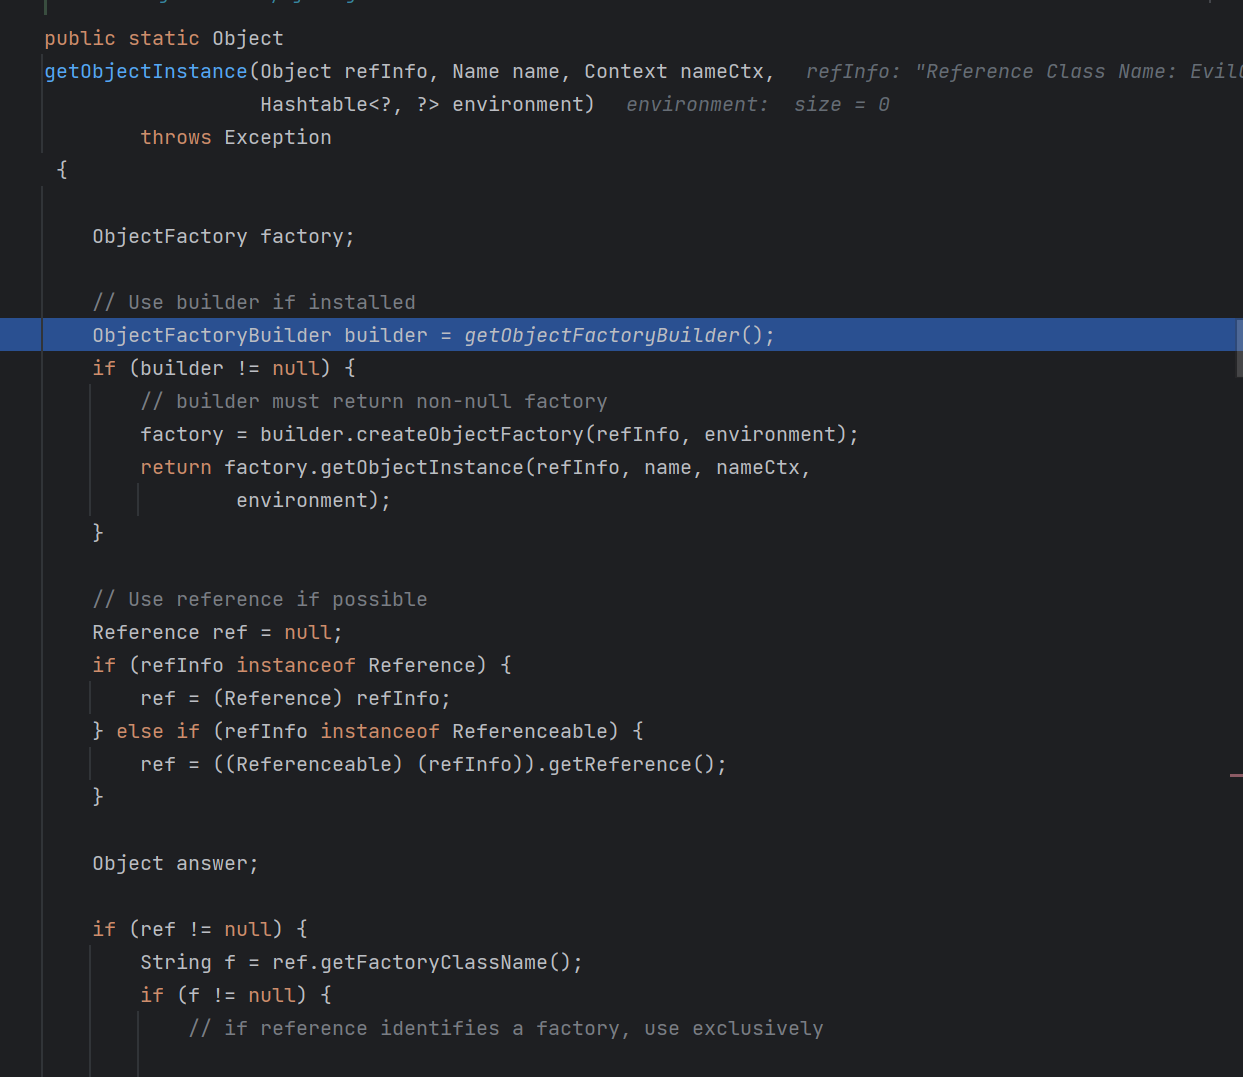 public static Object
getObjectInstance(Object refInfo, Name name, Context nameCtx,   refInfo: "Reference Class Name: Evil
                  Hashtable<?, ?> environment)   environment:  size = 0
        throws Exception
 {

    ObjectFactory factory;

    // Use builder if installed
    ObjectFactoryBuilder builder = getObjectFactoryBuilder();
    if (builder != null) {
        // builder must return non-null factory
        factory = builder.createObjectFactory(refInfo, environment);
        return factory.getObjectInstance(refInfo, name, nameCtx,
                environment);
    }

    // Use reference if possible
    Reference ref = null;
    if (refInfo instanceof Reference) {
        ref = (Reference) refInfo;
    } else if (refInfo instanceof Referenceable) {
        ref = ((Referenceable) (refInfo)).getReference();
    }

    Object answer;

    if (ref != null) {
        String f = ref.getFactoryClassName();
        if (f != null) {
            // if reference identifies a factory, use exclusively